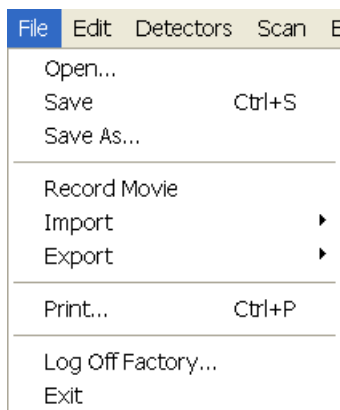 File Edit Detectors Scan
Open...
Save Ctrl+S
Save As...
Record Movie
Import
Export
Print... Ctrl+P
Log Off Factory...
Exit